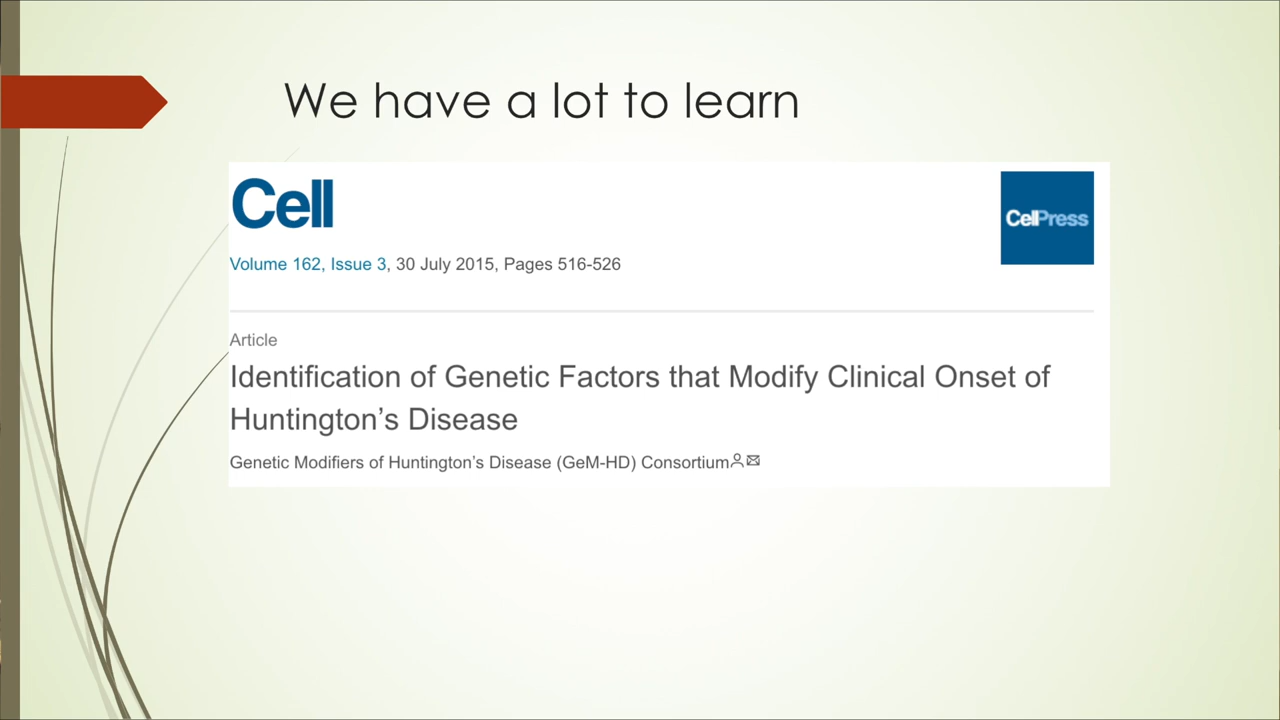 We have a lot to learn
Cell
CellPress
Volume 162, Issue 3, 30 July 2015, Pages 516-526
Article
Identification of Genetic Factors that Modify Clinical Onset of
Huntington’s Disease
Genetic Modifiers of Huntington’s Disease (GeM-HD) Consortium